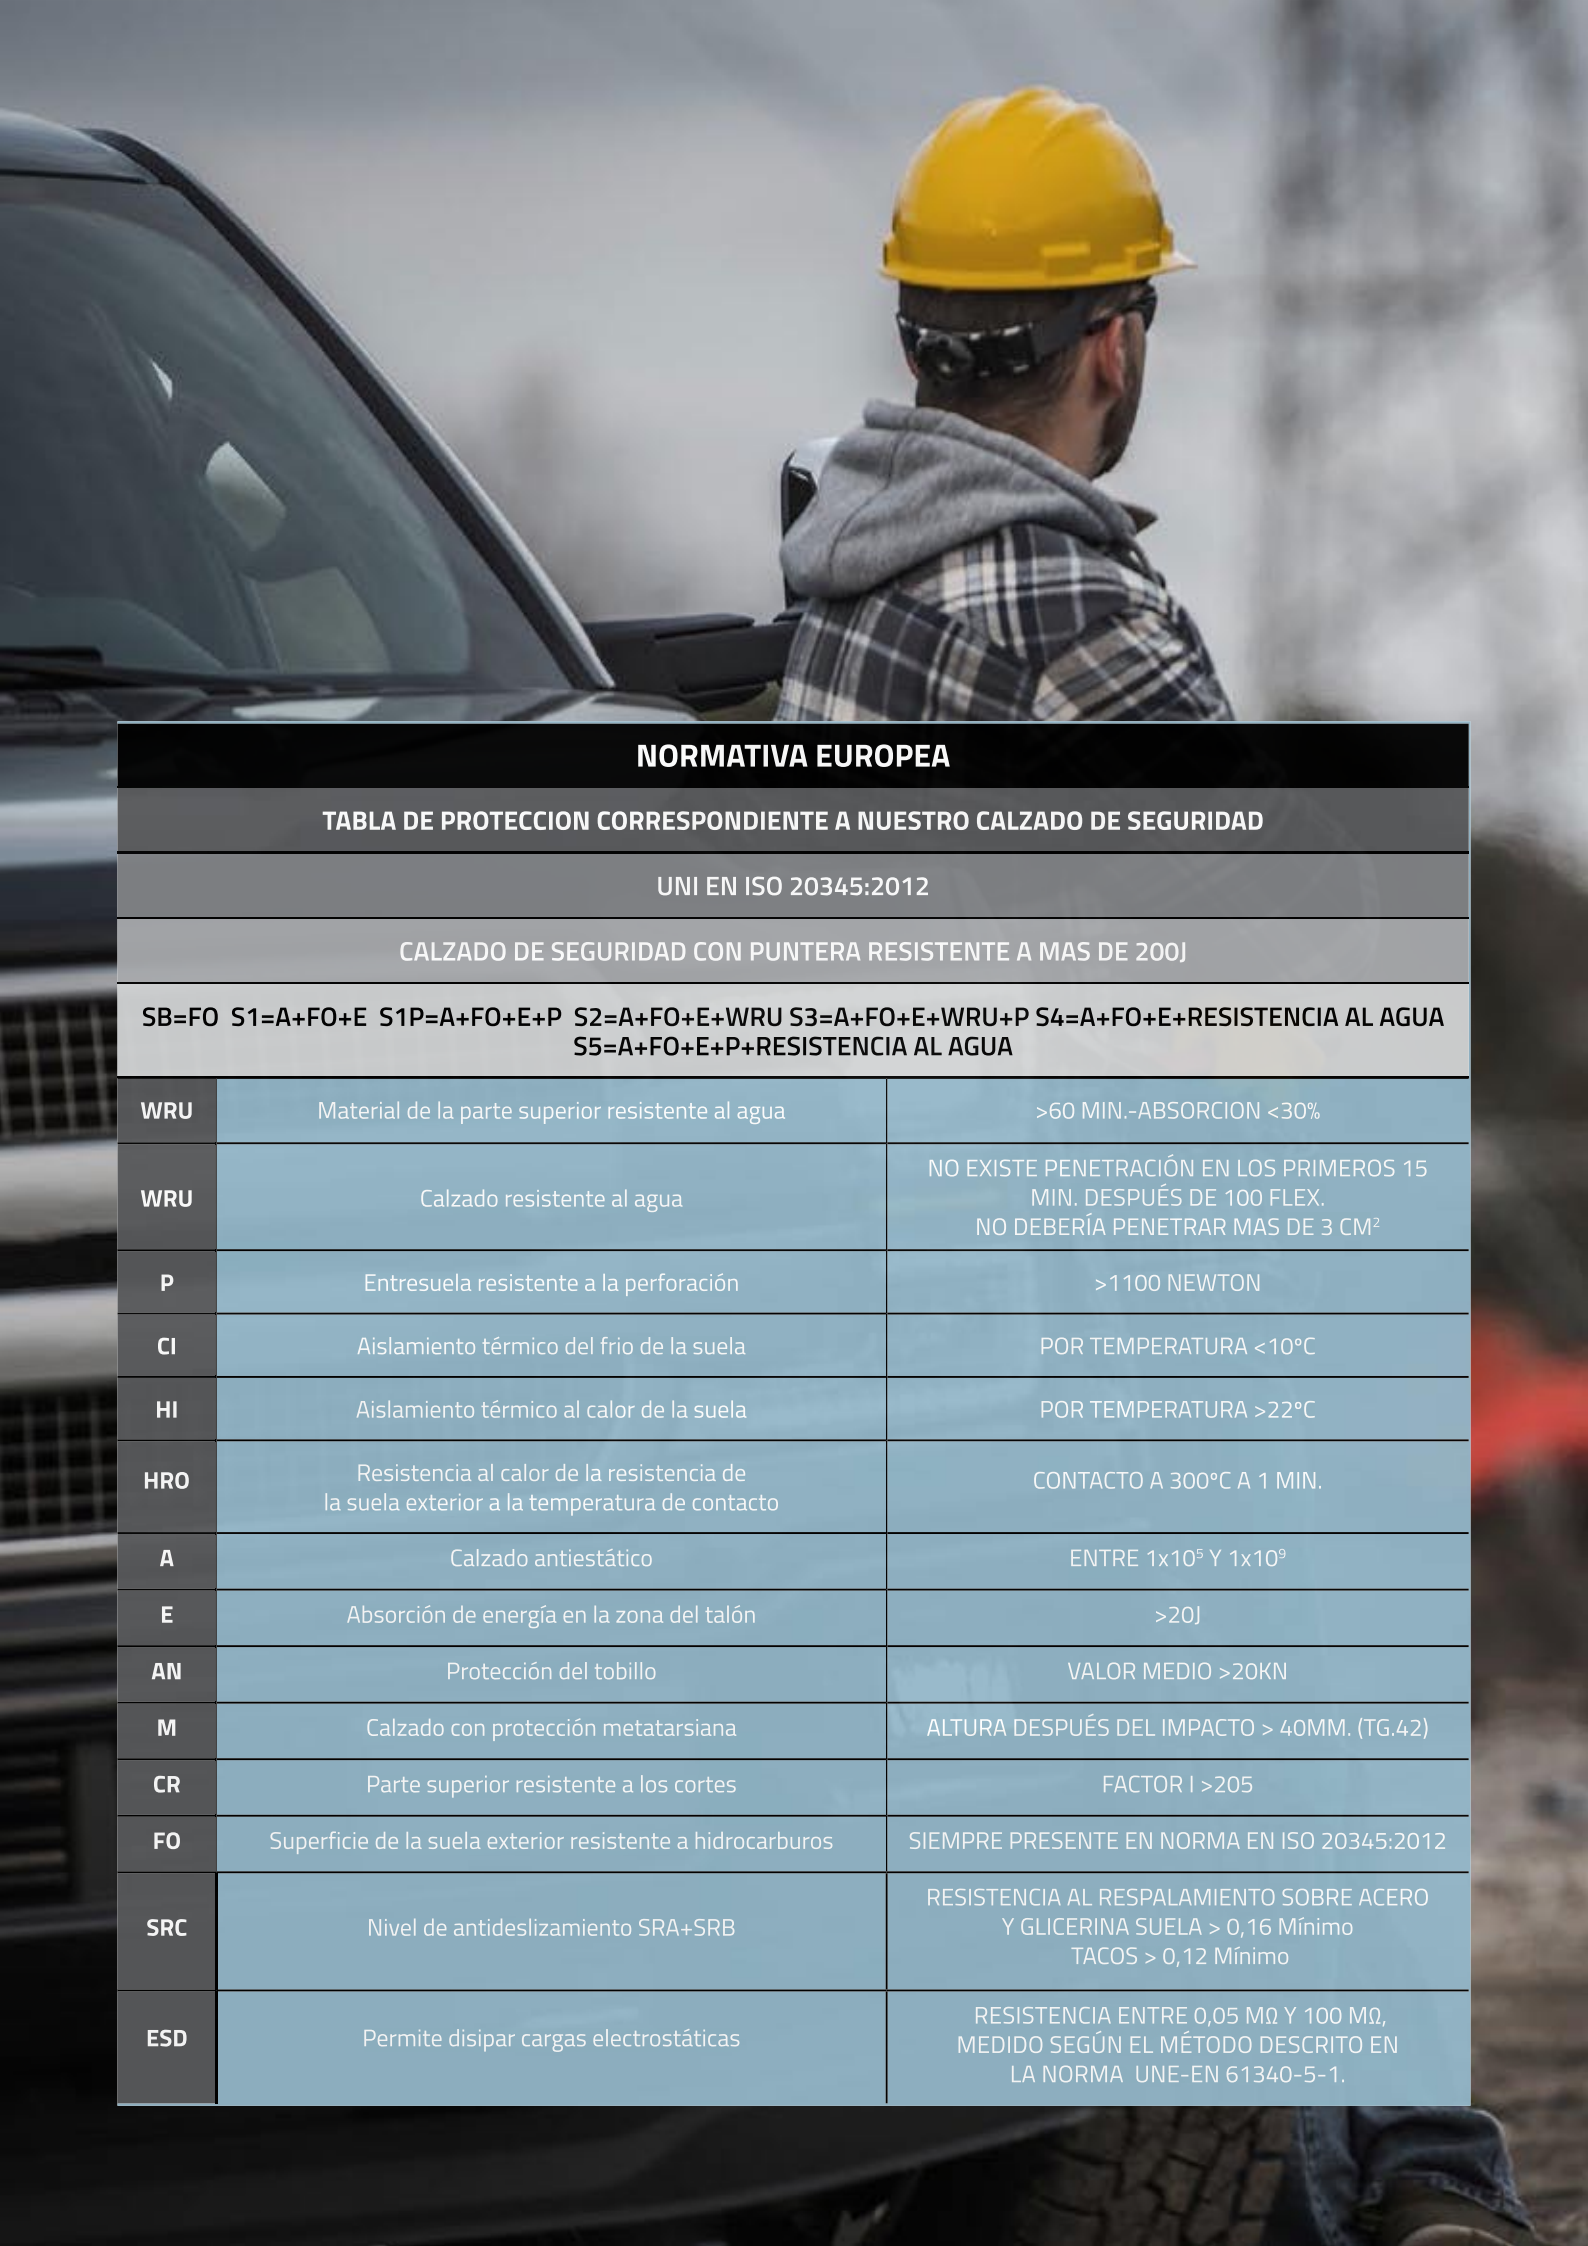 NORMATIVA EUROPEA
TABLA DE PROTECCION CORRESPONDIENTE A NUESTRO CALZADO DE SEGURIDAD
UNI EN ISO 20345:2012
CALZADO DE SEGURIDAD CON PUNTERA RESISTENTE A MAS DE 200J
SB=FO S1=A+FO+E S1P=A+FO+E+P S2=A+FO+E+WRU S3=A+FO+E+WRU+P S4=A+FO+E+RESISTENCIA AL AGUA
S5=A+FO+E+P+RESISTENCIA AL AGUA
WRU Material de la parte superior resistente al agua >60 MIN.-ABSORCION <30%
WRU Calzado resistente al agua NO EXISTE PENETRACIÓN EN LOS PRIMEROS 15
MIN. DESPUÉS DE 100 FLEX.
NO DEBERÍA PENETRAR MAS DE 3 CM²
P Entresuela resistente a la perforación >1100 NEWTON
CI Aislamiento térmico del frio de la suela POR TEMPERATURA <10ºC
HI Aislamiento térmico al calor de la suela POR TEMPERATURA >22ºC
HRO Resistencia al calor de la resistencia de
la suela exterior a la temperatura de contacto CONTACTO A 300ºC A 1 MIN.
A Calzado antiestático ENTRE 1x10⁵ Y 1x10⁹
E Absorción de energía en la zona del talón >20J
AN Protección del tobillo VALOR MEDIO >20KN
M Calzado con protección metatarsiana ALTURA DESPUÉS DEL IMPACTO > 40MM. (TG.42)
CR Parte superior resistente a los cortes FACTOR I >205
FO Superficie de la suela exterior resistente a hidrocarburos SIEMPRE PRESENTE EN NORMA EN ISO 20345:2012
SRC Nivel de antideslizamiento SRA+SRB RESISTENCIA AL RESPALAMIENTO SOBRE ACERO
Y GLICERINA SUELA > 0,16 Mínimo
TACOS > 0,12 Mínimo
ESD Permite disipar cargas electrostáticas RESISTENCIA ENTRE 0,05 MΩ Y 100 MΩ,
MEDIDO SEGÚN EL MÉTODO DESCRITO EN
LA NORMA UNE-EN 61340-5-1.